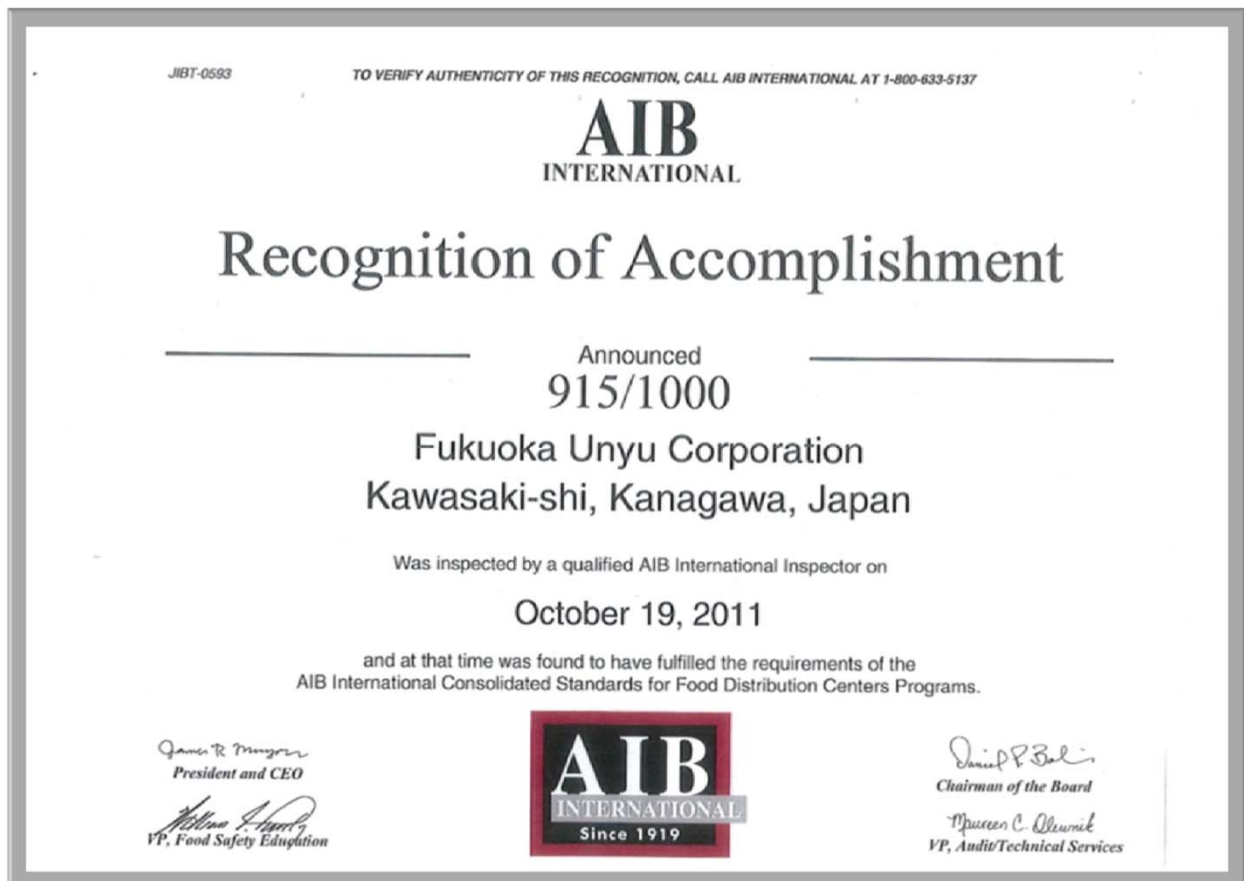 JIBT-0593
TO VERIFY AUTHENTICITY OF THIS RECOGNITION, CALL AIB INTERNATIONAL AT 1-800-633-5137
AIB
INTERNATIONAL
Recognition of Accomplishment
Announced
915/1000
Fukuoka Unyu Corporation
Kawasaki-shi, Kanagawa, Japan
Was inspected by a qualified AIB International Inspector on
October 19, 2011
and at that time was found to have fulfilled the requirements of the
AIB International Consolidated Standards for Food Distribution Centers Programs.
President and CEO
VP, Food Safety Education
AIB
INTERNATIONAL
Since 1919
Chairman of the Board
Maureen C. Olewnik
VP, Audit/Technical Services